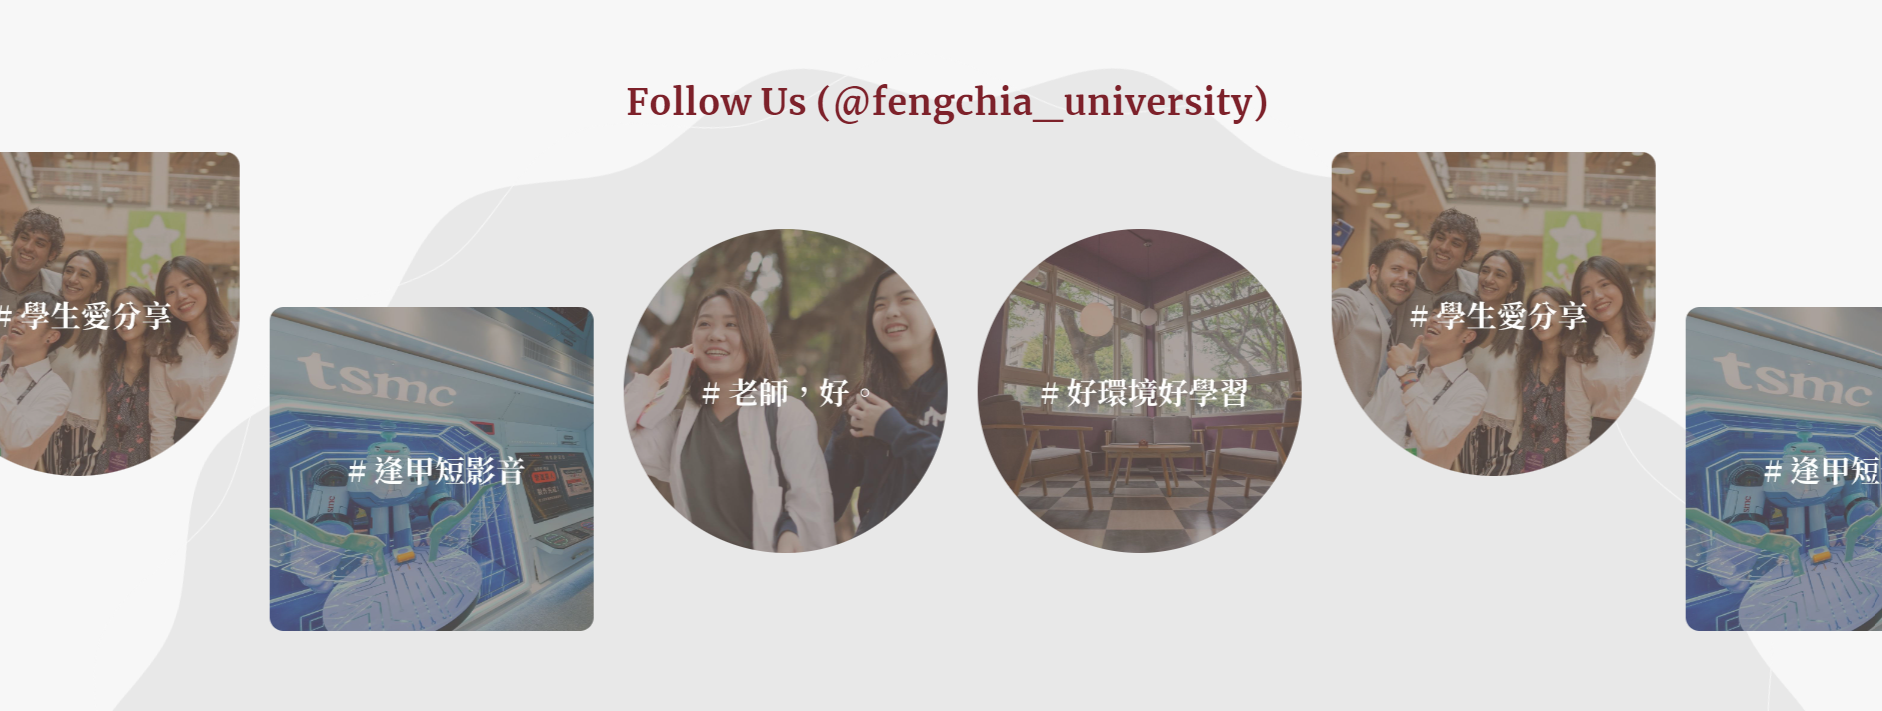 Follow Us (@fengchia_university)
# 學生愛分享
tsmc
# 逢甲短影音
# 老師，好。
# 好環境好學習
# 學生愛分享
tsmc
# 逢甲短